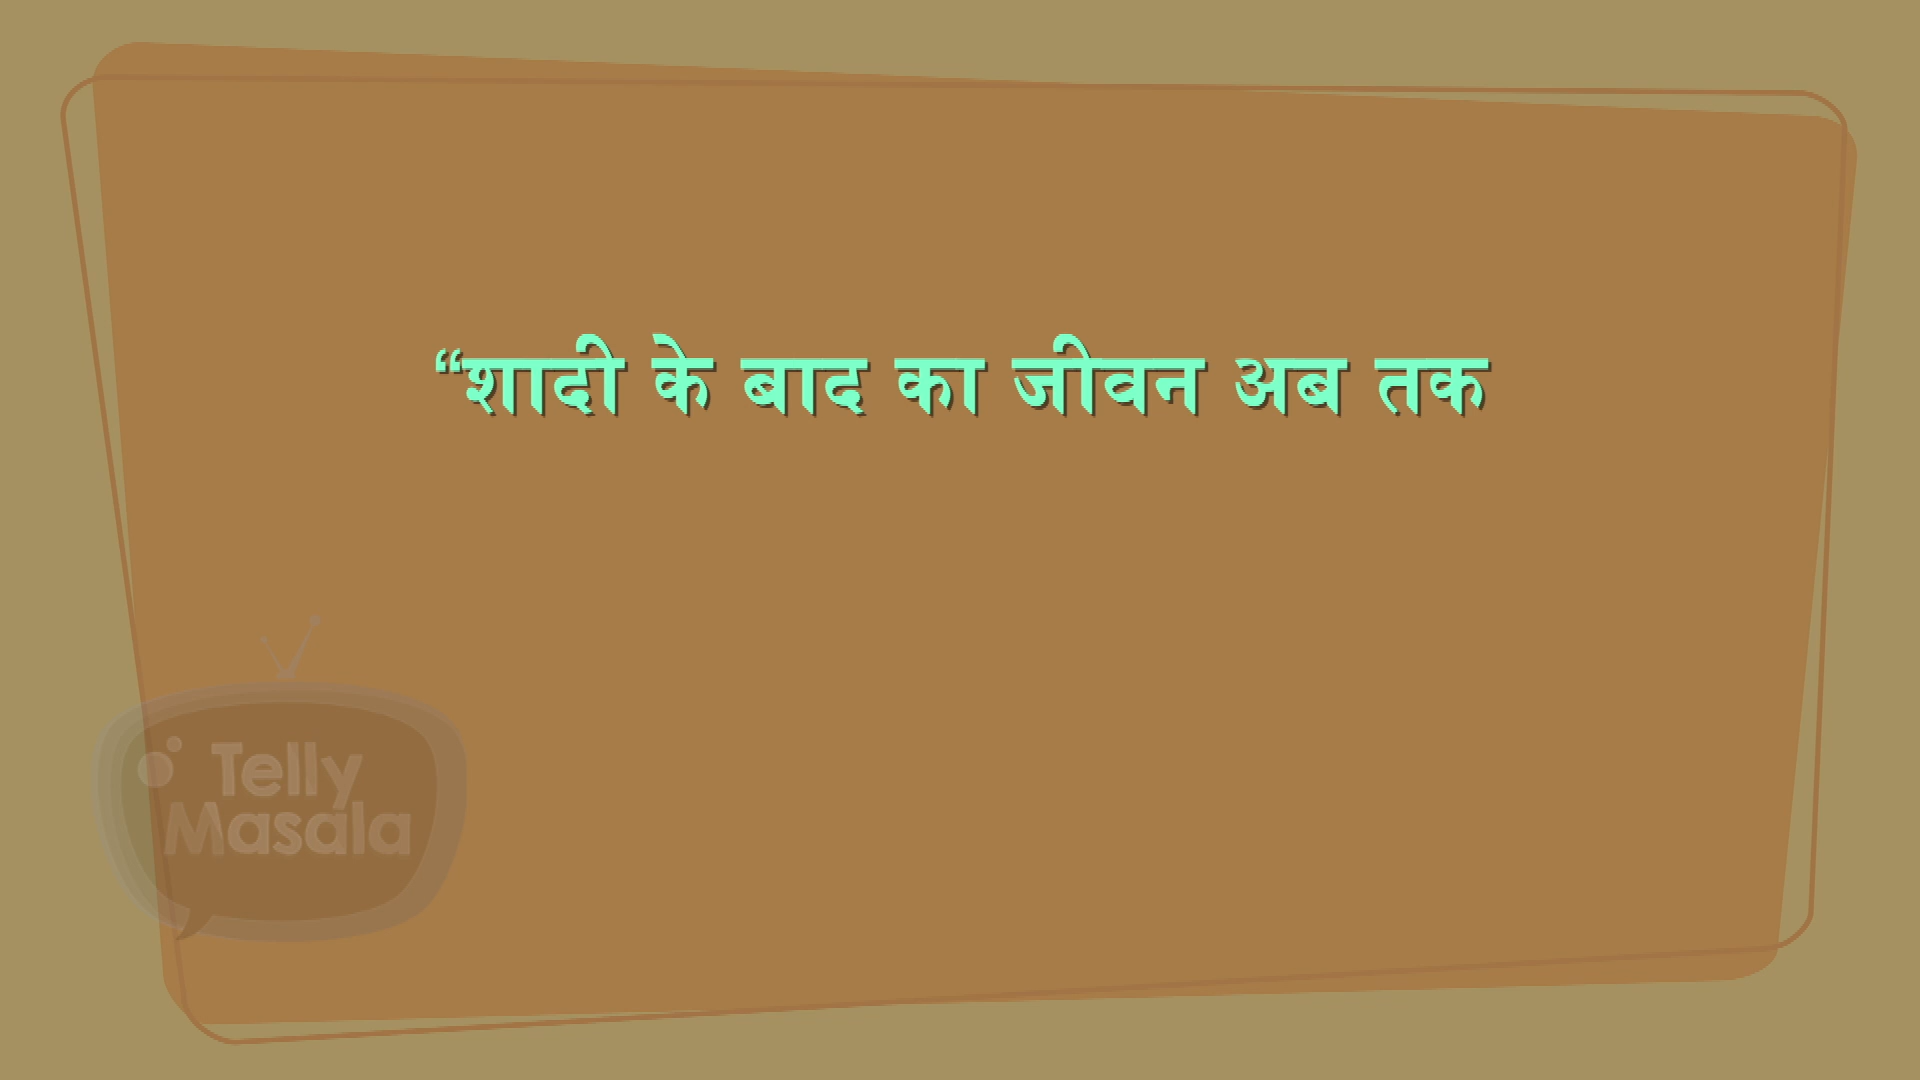 “शादी के बाद का जीवन अब तक
Telly
Masala